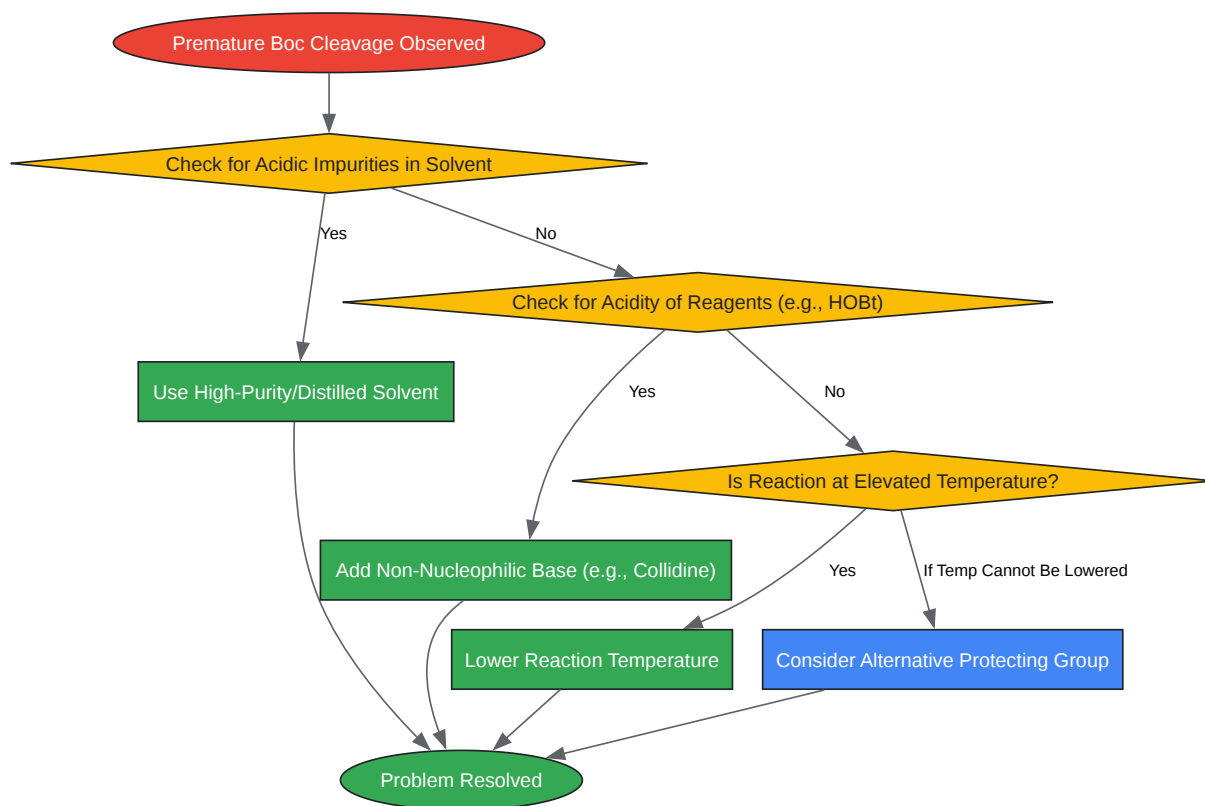 Premature Boc Cleavage Observed
Check for Acidic Impurities in Solvent
Yes
No
Check for Acidity of Reagents (e.g., HOBt)
Use High-Purity/Distilled Solvent
Yes
No
Is Reaction at Elevated Temperature?
Add Non-Nucleophilic Base (e.g., Collidine)
Yes
If Temp Cannot Be Lowered
Lower Reaction Temperature
Consider Alternative Protecting Group
Problem Resolved